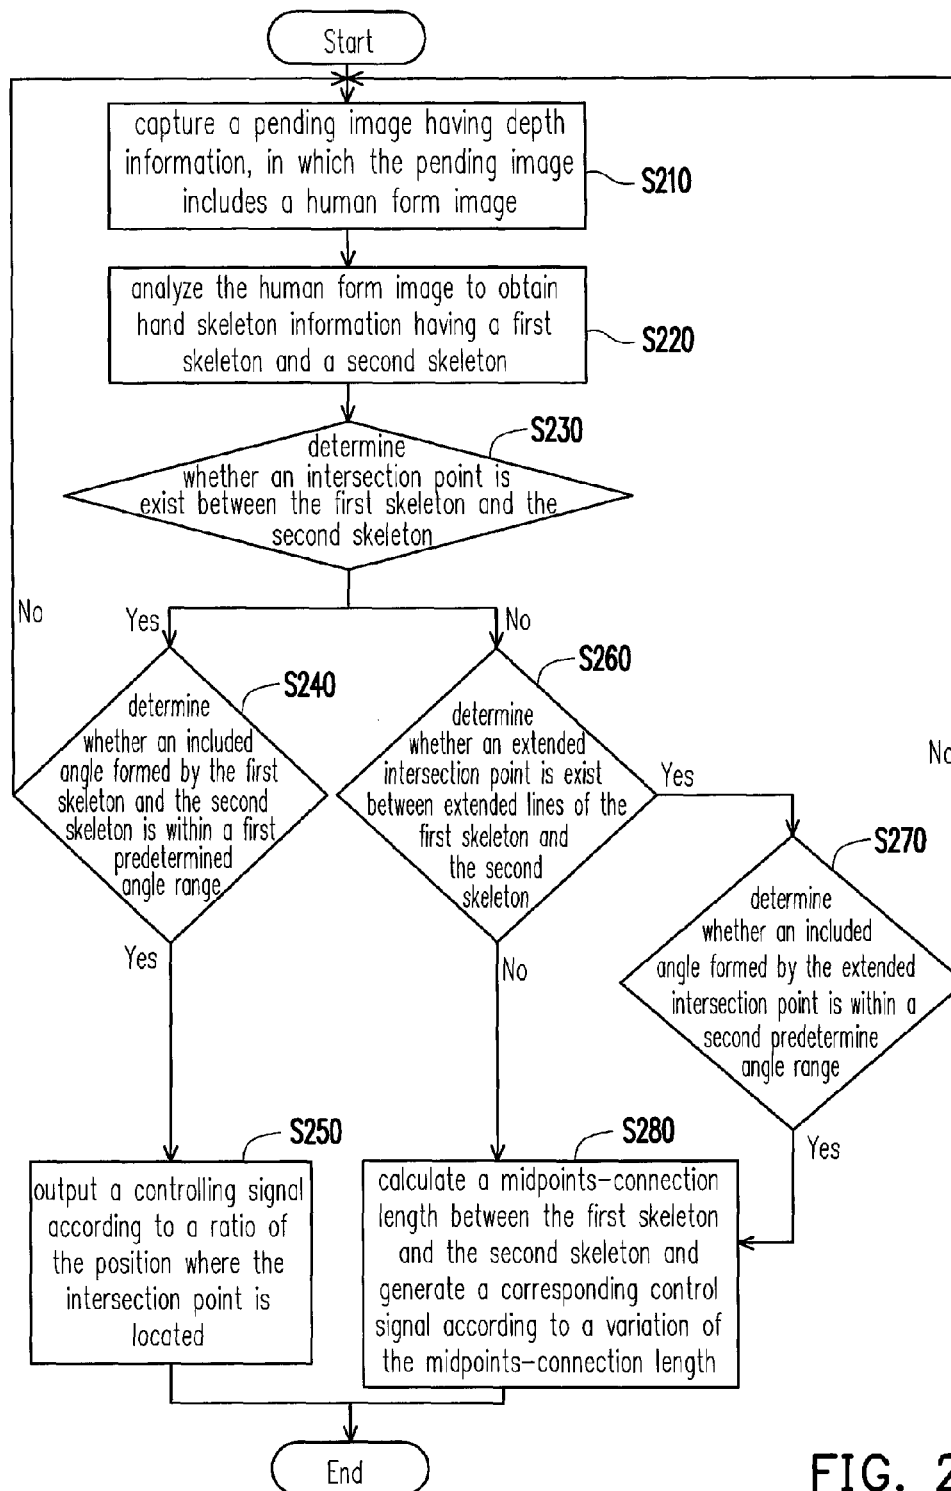 Start
capture a pending image having depth
information, in which the pending image
includes a human form image
S210
analyze the human form image to obtain
hand skeleton information having a first
skeleton and a second skeleton
S220
S230
determine
whether an intersection point is
exist between the first skeleton and the
second skeleton
No
Yes
No
S240
determine
whether an included
angle formed by the first
skeleton and the second
skeleton is within a first
predetermined
angle range
S260
determine
whether an extended
intersection point is exist
between extended lines of the
first skeleton and
the second
skeleton
Yes
No
S270
determine
whether an included
angle formed by the extended
intersection point is within a
second predetermine
angle range
Yes
No
Yes
S250
output a controlling signal
according to a ratio of
the position where the
intersection point is
located
S280
calculate a midpoints-connection
length between the first skeleton
and the second skeleton and
generate a corresponding control
signal according to a variation of
the midpoints-connection length
End
FIG. 2